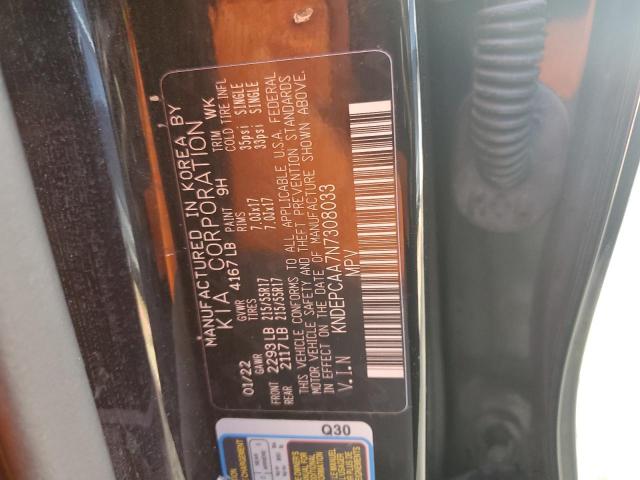 MANUFACTURED IN KOREA BY
KIA CORPORATION
01/22 GVWR 4167LB PAINT 9H TRIM WK
GAWR TIRES RIMS COLD TIRE INFL
FRONT 2293LB 215/55R17 7.0Jx17 35psi SINGLE
REAR 2117LB 215/55R17 7.0Jx17 33psi SINGLE
THIS VEHICLE CONFORMS TO ALL APPLICABLE U.S.A. FEDERAL
MOTOR VEHICLE SAFETY AND THEFT PREVENTION STANDARDS
IN EFFECT ON THE DATE OF MANUFACTURE SHOWN ABOVE.
V.I.N KNDEPCAA7N7308033
MPV
Q30